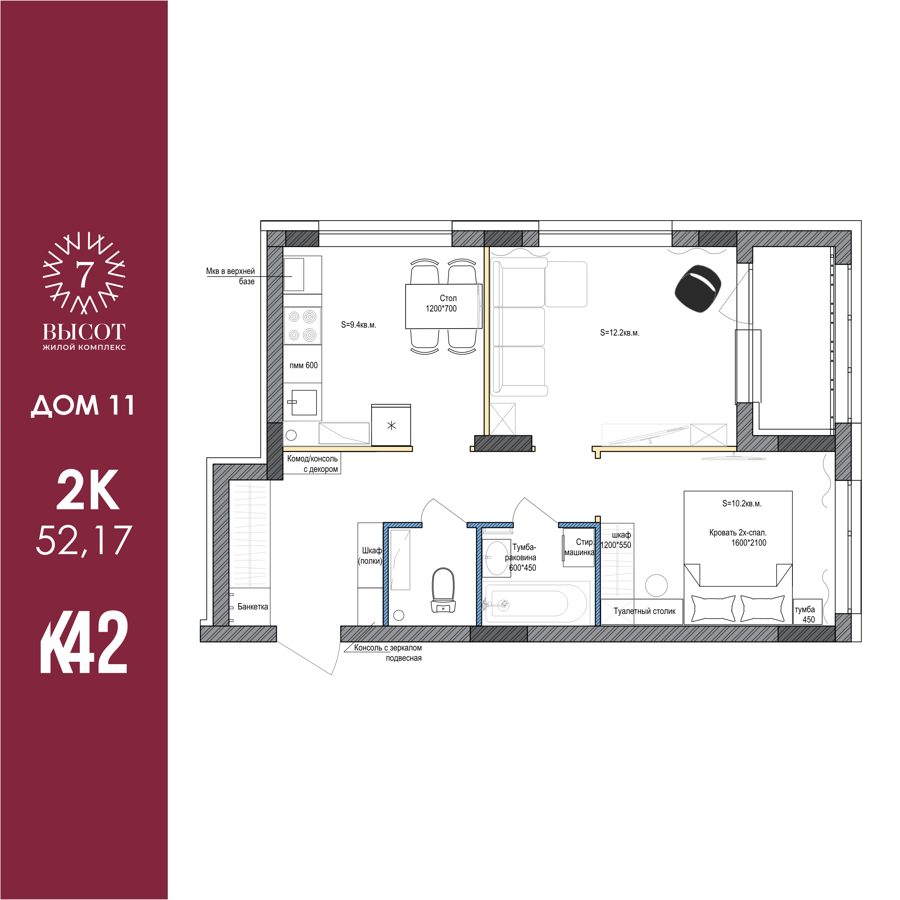 7
ВЫСОТ
ЖИЛОЙ КОМПЛЕКС
ДОМ 11
2К
52,17
К42
Мкв в верхней
базе
Стол
1200*700
S=9.4кв.м.
S=12.2кв.м.
пмм 600
Комод/консоль
с декором
Шкаф
(полки)
Банкетка
Консоль с зеркалом
подвесная
Тумба-
раковина
600*450
Стир.
машинка
шкаф
1200*550
S=10.2кв.м.
Кровать 2х-спал.
1600*2100
Туалетный столик
тумба
450